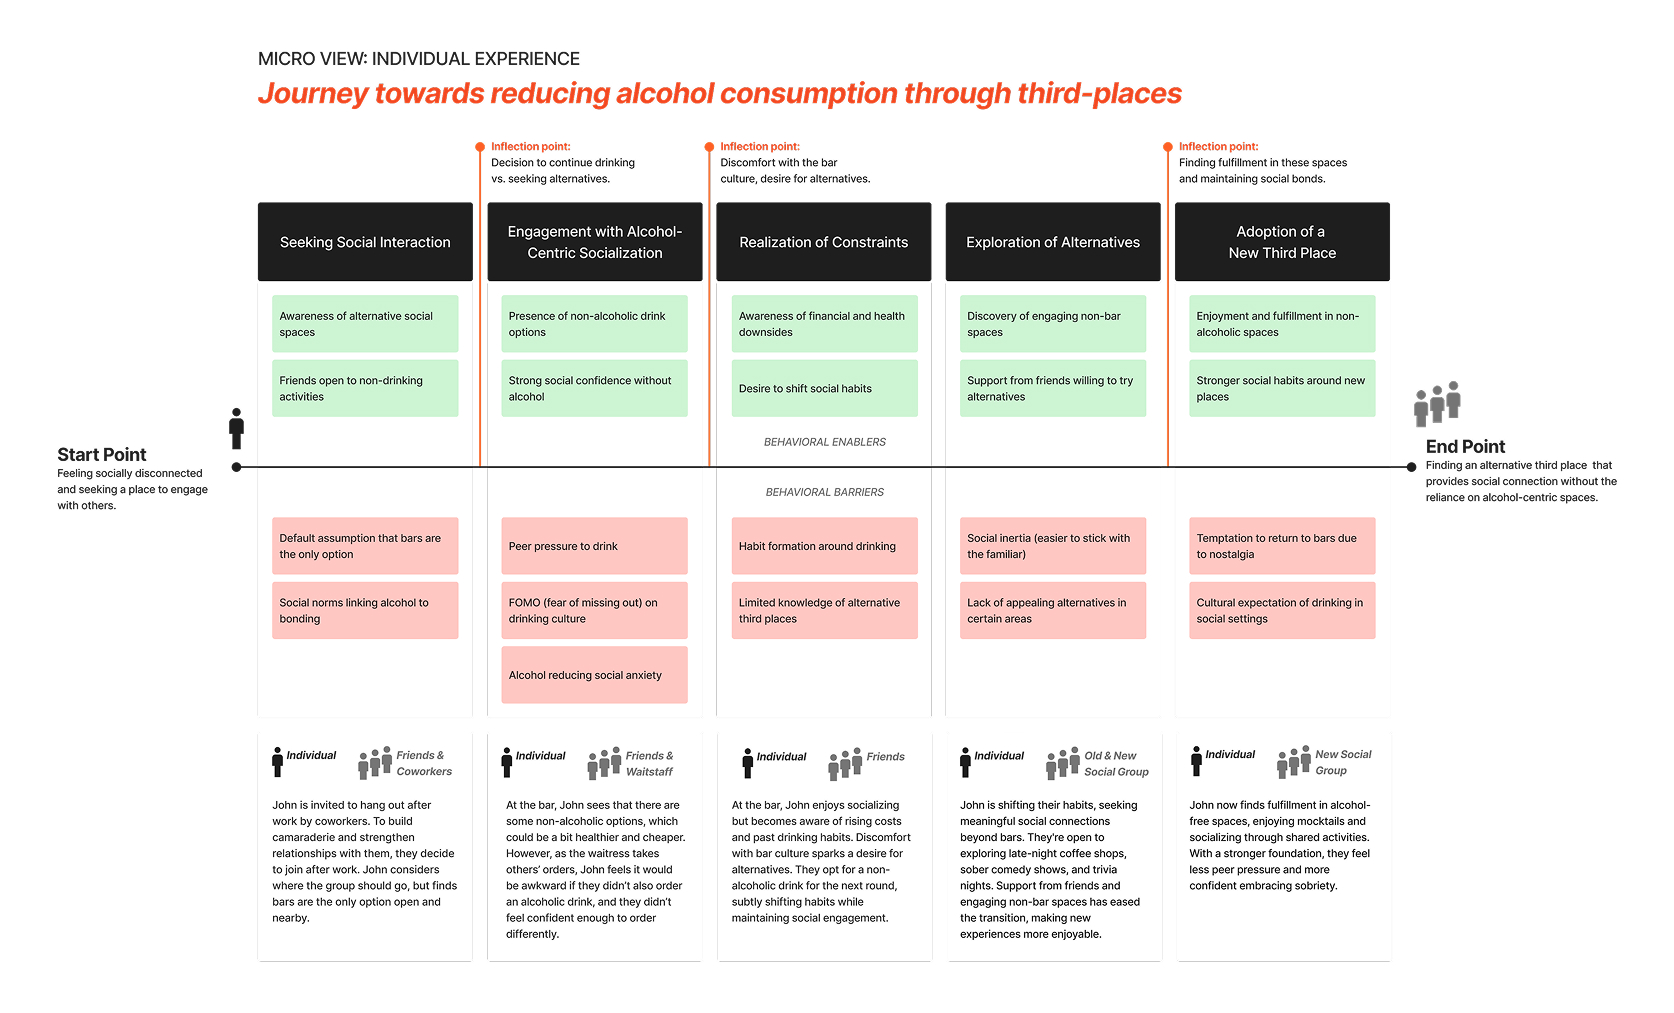 MICRO VIEW: INDIVIDUAL EXPERIENCE
Journey towards reducing alcohol consumption through third-places
Inflection point:
Decision to continue drinking
vs. seeking alternatives.
Inflection point:
Discomfort with the bar
culture, desire for alternatives.
Inflection point:
Finding fulfillment in these spaces
and maintaining social bonds.
Seeking Social Interaction
Engagement with Alcohol-
Centric Socialization
Realization of Constraints
Exploration of Alternatives
Adoption of a
New Third Place
Awareness of alternative social
spaces
Presence of non-alcoholic drink
options
Awareness of financial and health
downsides
Discovery of engaging non-bar
spaces
Enjoyment and fulfillment in non-
alcoholic spaces
Friends open to non-drinking
activities
Strong social confidence without
alcohol
Desire to shift social habits
Support from friends willing to try
alternatives
Stronger social habits around new
places
BEHAVIORAL ENABLERS
Start Point
Feeling socially disconnected
and seeking a place to engage
with others.
End Point
Finding an alternative third place that
provides social connection without the
reliance on alcohol-centric spaces.
BEHAVIORAL BARRIERS
Default assumption that bars are
the only option
Peer pressure to drink
Habit formation around drinking
Social inertia (easier to stick with
the familiar)
Temptation to return to bars due
to nostalgia
Social norms linking alcohol to
bonding
FOMO (fear of missing out) on
drinking culture
Limited knowledge of alternative
third places
Lack of appealing alternatives in
certain areas
Cultural expectation of drinking in
social settings
Alcohol reducing social anxiety
Individual
Friends &
Coworkers
John is invited to hang out after
work by coworkers. To build
camaraderie and strengthen
relationships with them, they decide
to join after work. John considers
where the group should go, but finds
bars are the only option open and
nearby.
Individual
Friends &
Waitstaff
At the bar, John sees that there are
some non-alcoholic options, which
could be a bit healthier and cheaper.
However, as the waitress takes
others' orders, John feels it would
be awkward if they didn't also order
an alcoholic drink, and they didn't
feel confident enough to order
differently.
Individual
Friends
At the bar, John enjoys socializing
but becomes aware of rising costs
and past drinking habits. Discomfort
with bar culture sparks a desire for
alternatives. They opt for a non-
alcoholic drink for the next round,
subtly shifting habits while
maintaining social engagement.
Individual
Old & New
Social Group
John is shifting their habits, seeking
meaningful social connections
beyond bars. They're open to
exploring late-night coffee shops,
sober comedy shows, and trivia
nights. Support from friends and
engaging non-bar spaces has eased
the transition, making new
experiences more enjoyable.
Individual
New Social
Group
John now finds fulfillment in alcohol-
free spaces, enjoying mocktails and
socializing through shared activities.
With a stronger foundation, they feel
less peer pressure and more
confident embracing sobriety.